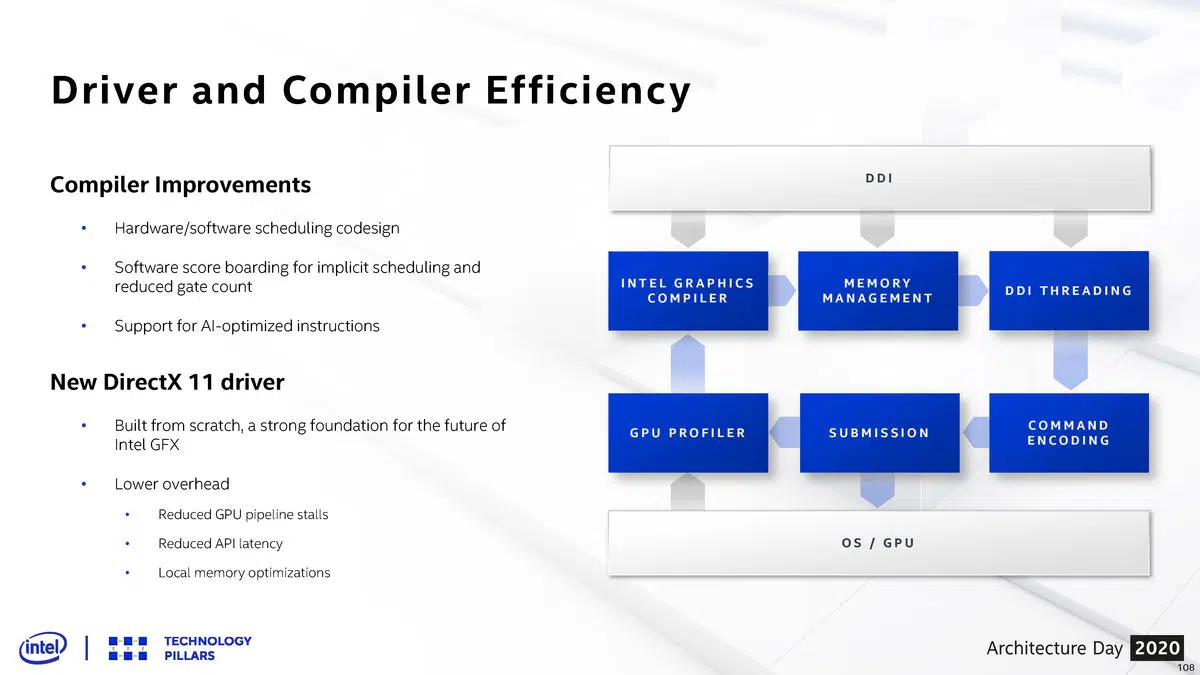 Driver and Compiler Efficiency
Compiler Improvements
• Hardware/software scheduling codesign
• Software score boarding for implicit scheduling and
reduced gate count
• Support for AI-optimized instructions
New DirectX 11 driver
• Built from scratch, a strong foundation for the future of
Intel GFX
• Lower overhead
• Reduced GPU pipeline stalls
• Reduced API latency
• Local memory optimizations
DDI
INTEL GRAPHICS
COMPILER
MEMORY
MANAGEMENT
DDI THREADING
GPU PROFILER
SUBMISSION
COMMAND
ENCODING
OS / GPU
intel
TECHNOLOGY
PILLARS
Architecture Day 2020
108